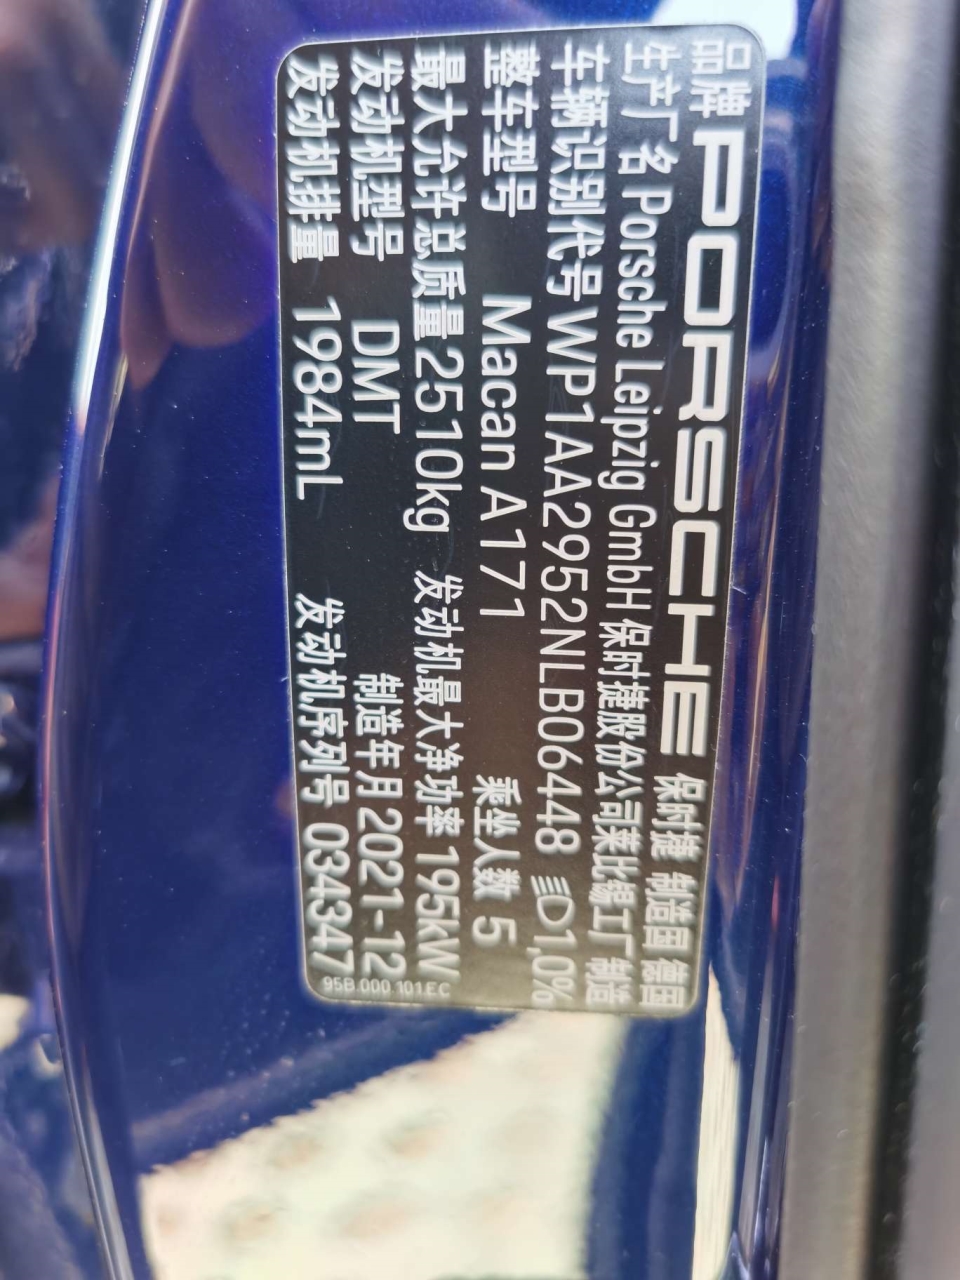 品牌 PORSCHE 保时捷 制造国 德国
生产厂名 Porsche Leipzig GmbH 保时捷股份公司莱比锡工厂制造
车辆识别代号 WP1AA2952NLB06448 1,0%
整车型号 Macan A171 乘坐人数 5
最大允许总质量 2510kg 发动机最大净功率 195kW
发动机型号 DMT 制造年月 2021-12
发动机排量 1984mL 发动机序列号 034347
95B.000.101.EC